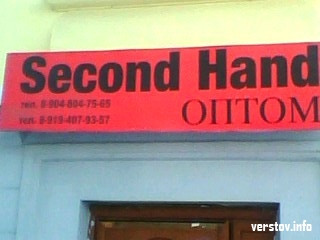 Second Hand
тел. 8-904-804-75-65
ОПТОМ
тел. 8-919-407-93-57
verstov.info